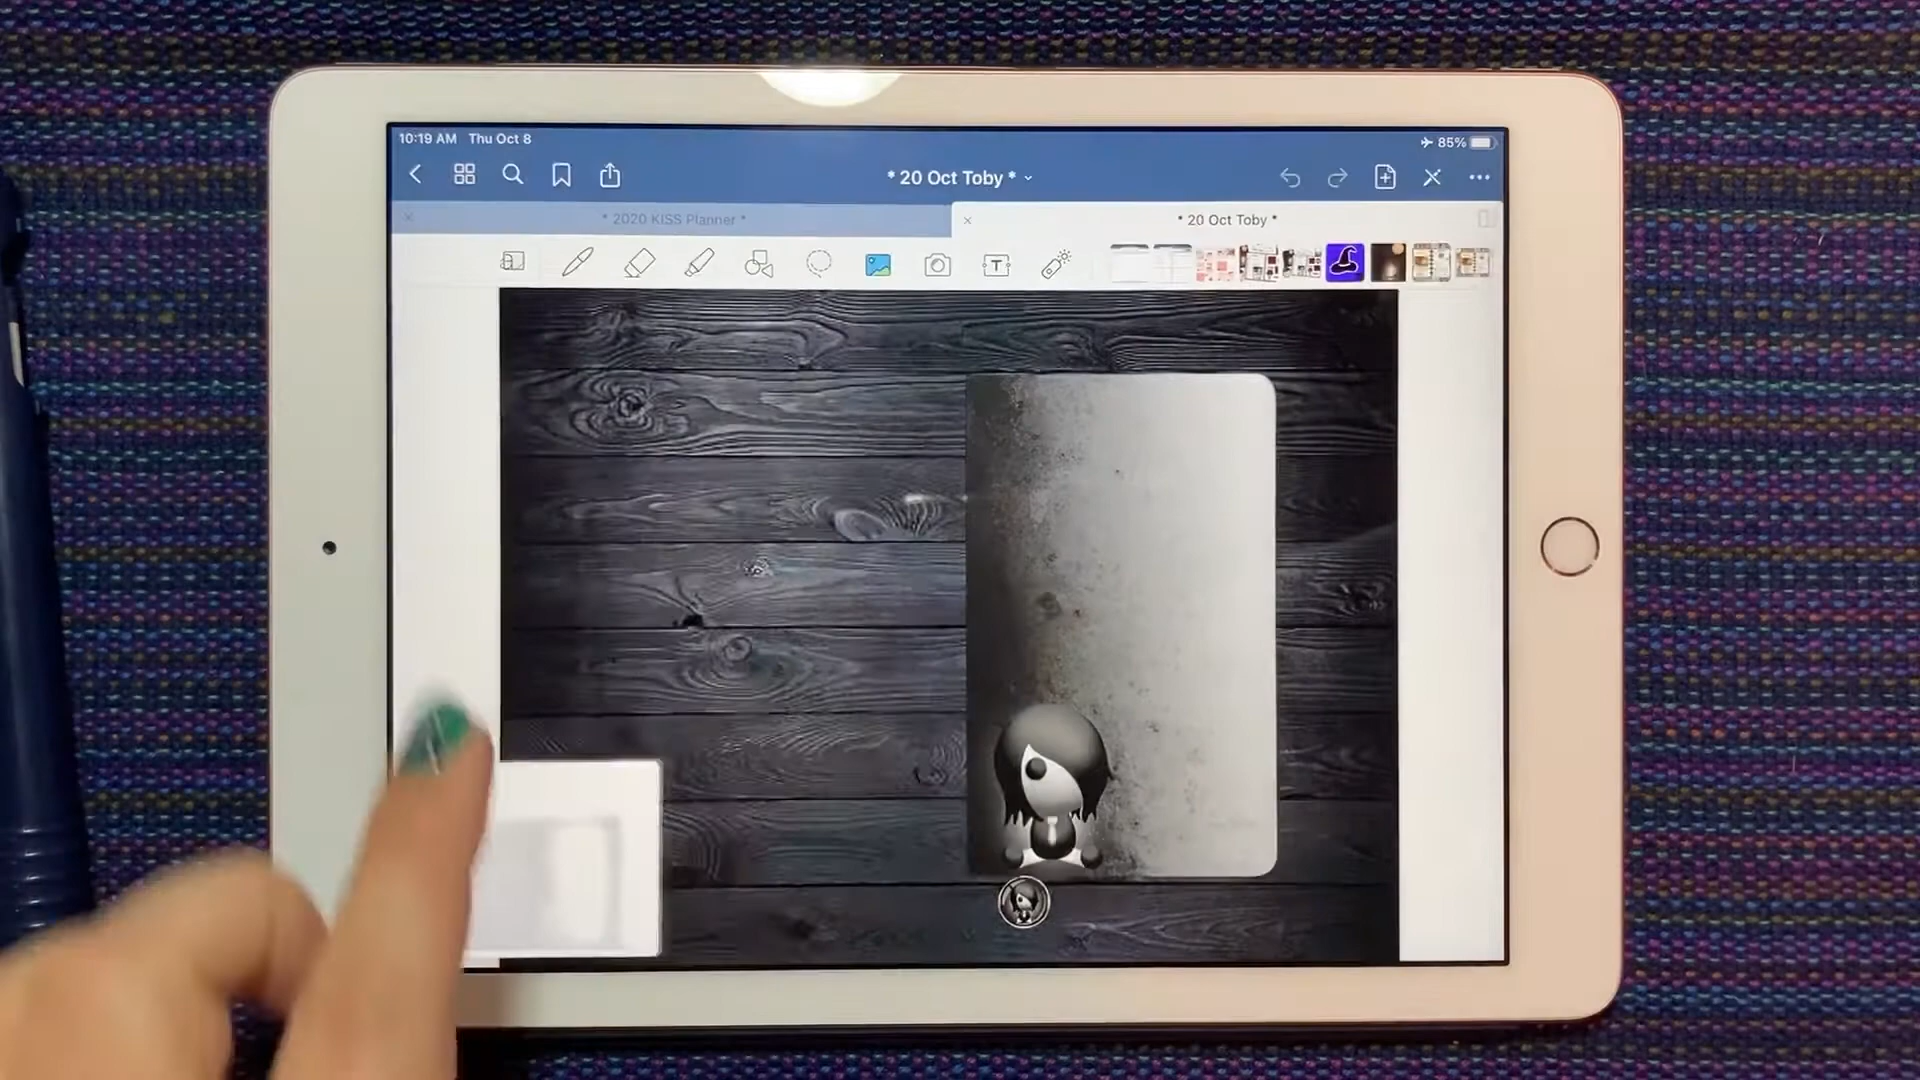 10:19 AM Thu Oct 8
85%
* 20 Oct Toby *
* 2020 KISS Planner *
* 20 Oct Toby *
T